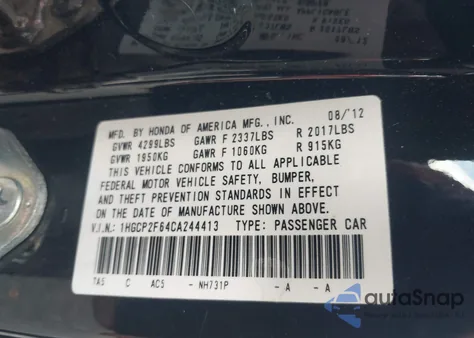 MFD. BY HONDA OF AMERICA MFG., INC. 08/'12
GVWR 4299LBS GAWR F 2337LBS R 2017LBS
GVWR 1950KG GAWR F 1060KG R 915KG
THIS VEHICLE CONFORMS TO ALL APPLICABLE
FEDERAL MOTOR VEHICLE SAFETY, BUMPER,
AND THEFT PREVENTION STANDARDS IN EFFECT
ON THE DATE OF MANUFACTURE SHOWN ABOVE.
V.I.N.: 1HGCP2F64CA244413 TYPE: PASSENGER CAR
TA5 C AC5 - NH731P -A -A
autoSnap